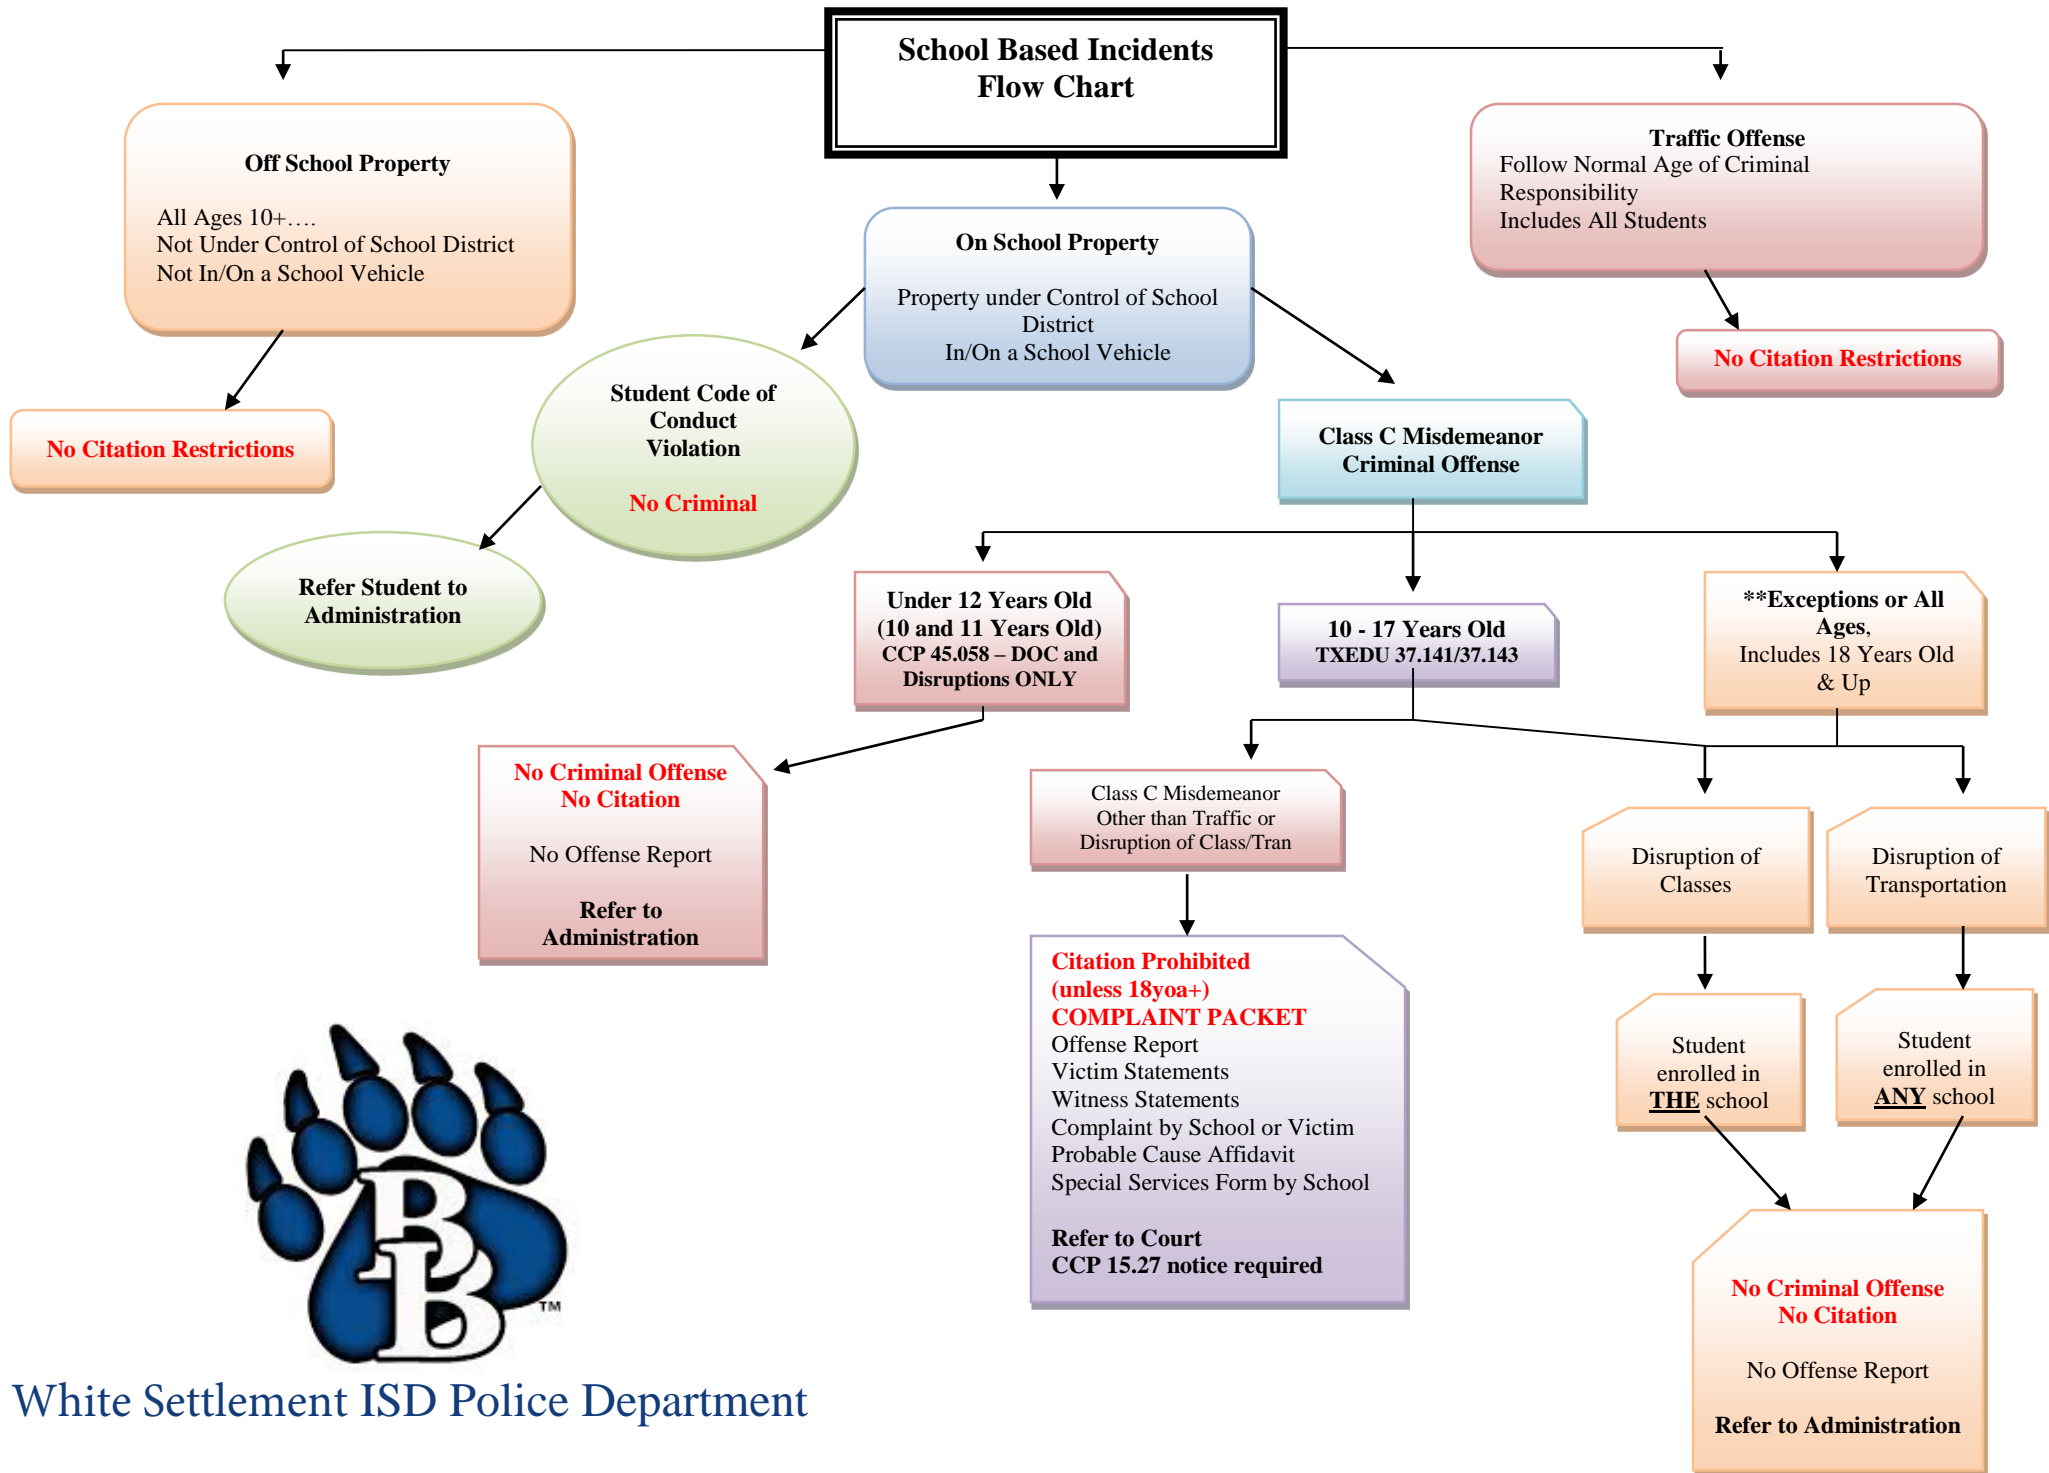 School Based Incidents
Flow Chart
Off School Property
All Ages 10+….
Not Under Control of School District
Not In/On a School Vehicle
No Citation Restrictions
On School Property
Property under Control of School
District
In/On a School Vehicle
Traffic Offense
Follow Normal Age of Criminal
Responsibility
Includes All Students
No Citation Restrictions
Student Code of
Conduct
Violation
No Criminal
Refer Student to
Administration
Class C Misdemeanor
Criminal Offense
Under 12 Years Old
(10 and 11 Years Old)
CCP 45.058 – DOC and
Disruptions ONLY
No Criminal Offense
No Citation
No Offense Report
Refer to
Administration
10 - 17 Years Old
TXEDU 37.141/37.143
Class C Misdemeanor
Other than Traffic or
Disruption of Class/Tran
Citation Prohibited
(unless 18yoa+)
COMPLAINT PACKET
Offense Report
Victim Statements
Witness Statements
Complaint by School or Victim
Probable Cause Affidavit
Special Services Form by School
Refer to Court
CCP 15.27 notice required
**Exceptions or All
Ages,
Includes 18 Years Old
& Up
Disruption of
Classes
Disruption of
Transportation
Student
enrolled in
THE school
Student
enrolled in
ANY school
No Criminal Offense
No Citation
No Offense Report
Refer to Administration
B
B
TM
White Settlement ISD Police Department